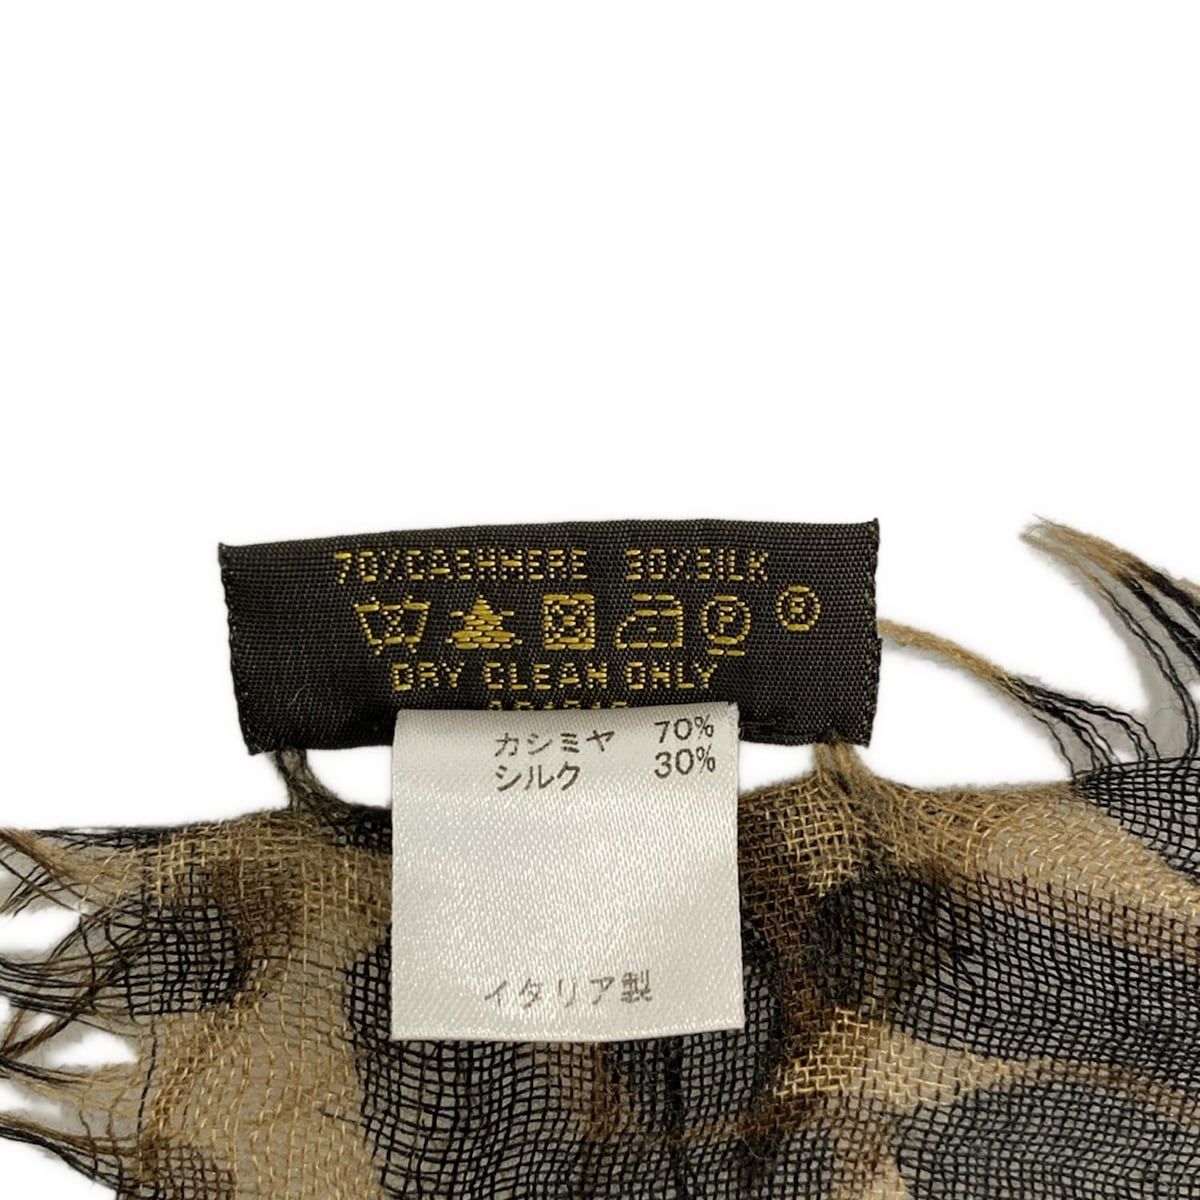 70%CASHMERE 30%SILK
P ®
DRY CLEAN ONLY
カシミヤ 70%
シルク 30%
イタリア製